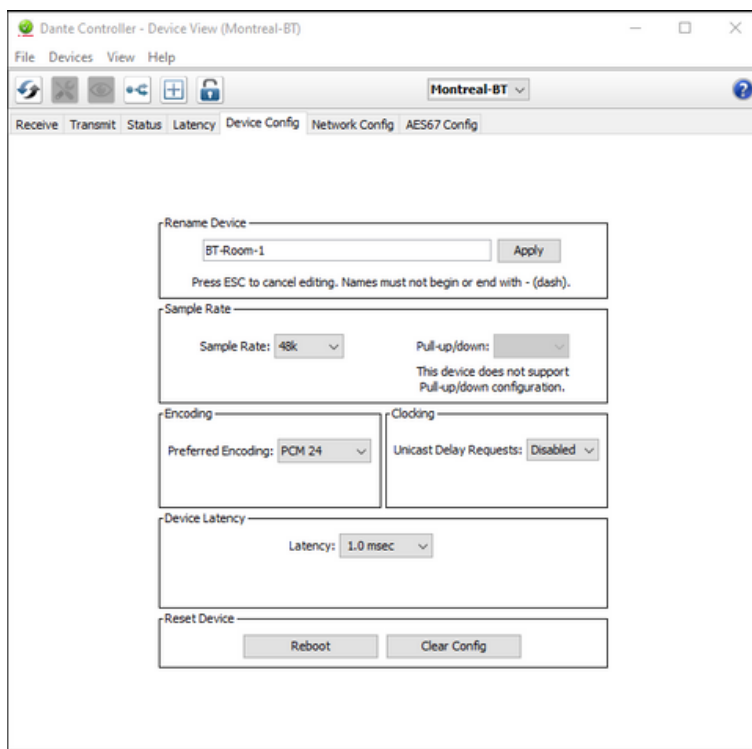 Dante Controller - Device View (Montreal-BT)
File Devices View Help
Montreal-BT
Receive Transmit Status Latency Device Config Network Config AES67 Config
Rename Device
BT-Room-1 Apply
Press ESC to cancel editing. Names must not begin or end with - (dash).
Sample Rate
Sample Rate: 48k Pull-up/down:
This device does not support
Pull-up/down configuration.
Encoding Clocking
Preferred Encoding: PCM 24 Unicast Delay Requests: Disabled
Device Latency
Latency: 1.0 msec
Reset Device
Reboot Clear Config